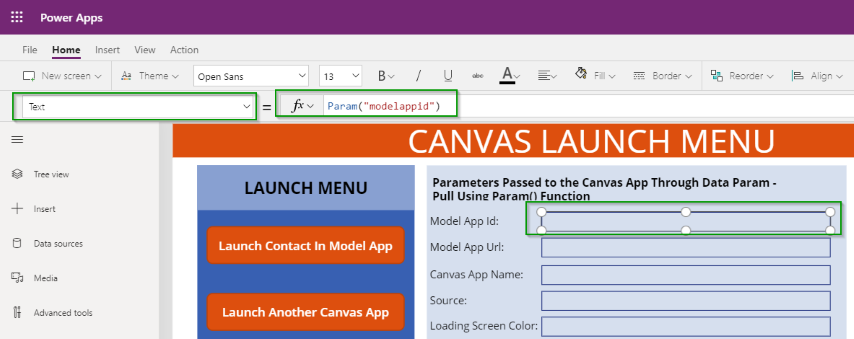 Power Apps
File Home Insert View Action
New screen Theme Open Sans 13 B / U abc A Fill Border Reorder Align
Text = fx Param("modelappid")
CANVAS LAUNCH MENU
Tree view
Insert
Data sources
Media
Advanced tools
LAUNCH MENU
Launch Contact In Model App
Launch Another Canvas App
Parameters Passed to the Canvas App Through Data Param -
Pull Using Param() Function
Model App Id:
Model App Url:
Canvas App Name:
Source:
Loading Screen Color: